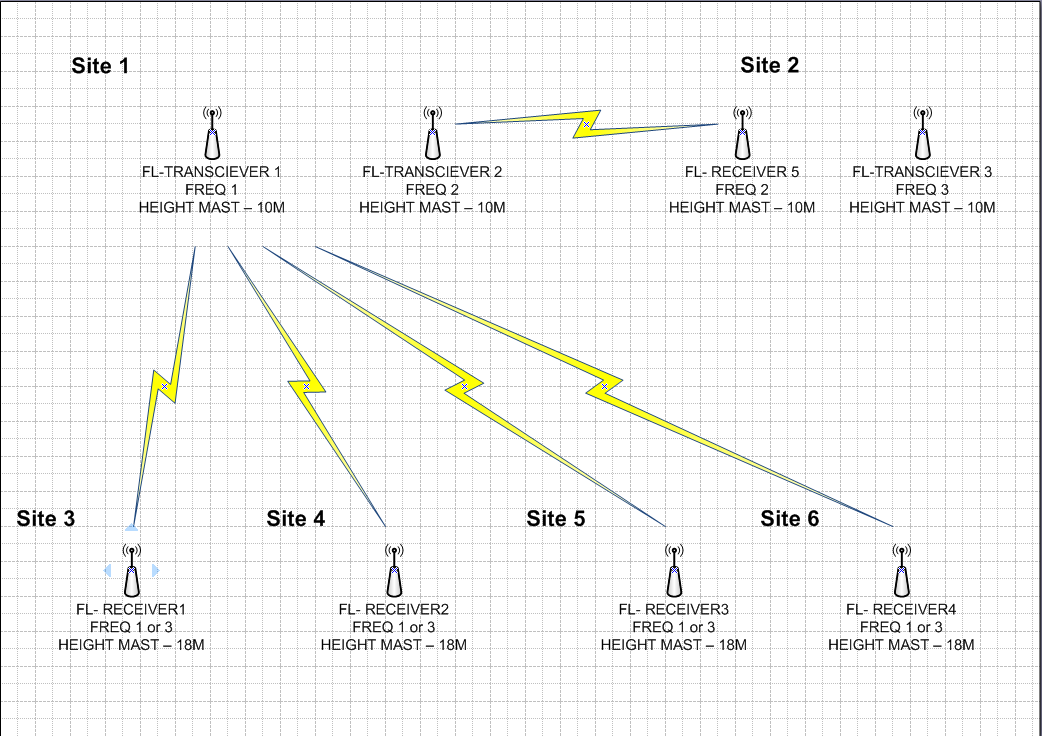 Site 1
Site 2
FL-TRANSCIEVER 1
FREQ 1
HEIGHT MAST – 10M
FL-TRANSCIEVER 2
FREQ 2
HEIGHT MAST – 10M
FL- RECEIVER 5
FREQ 2
HEIGHT MAST – 10M
FL-TRANSCIEVER 3
FREQ 3
HEIGHT MAST – 10M
Site 3
Site 4
Site 5
Site 6
FL- RECEIVER1
FREQ 1 or 3
HEIGHT MAST – 18M
FL- RECEIVER2
FREQ 1 or 3
HEIGHT MAST – 18M
FL- RECEIVER3
FREQ 1 or 3
HEIGHT MAST – 18M
FL- RECEIVER4
FREQ 1 or 3
HEIGHT MAST – 18M